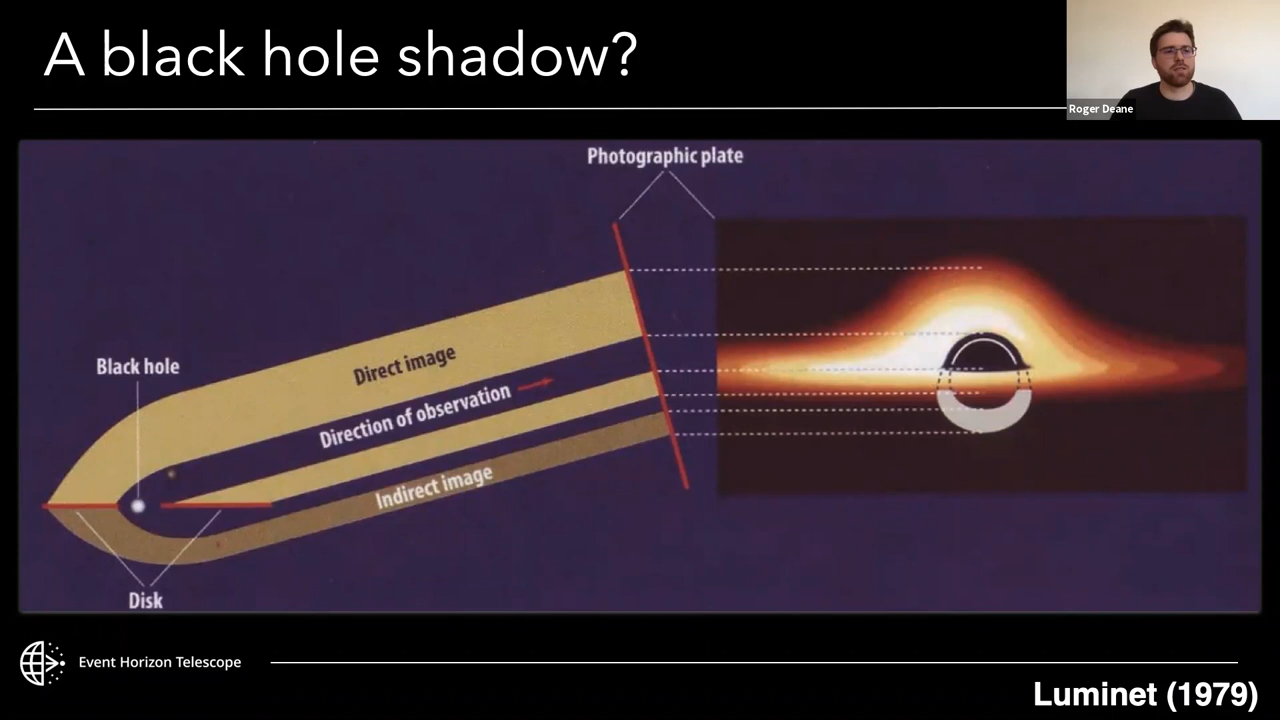 A black hole shadow?
Roger Deane
Photographic plate
Black hole
Direct image
Direction of observation
Indirect image
Disk
Event Horizon Telescope
Luminet (1979)